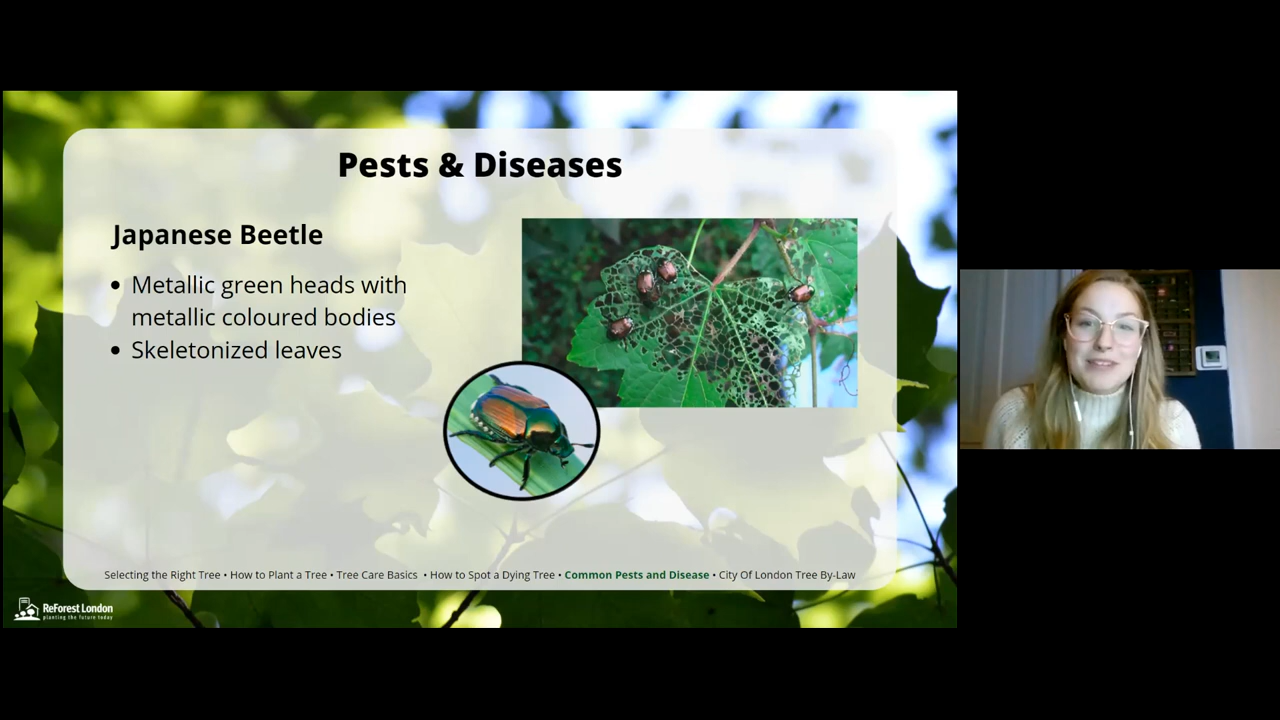 Pests & Diseases
Japanese Beetle
• Metallic green heads with
metallic coloured bodies
• Skeletonized leaves
Selecting the Right Tree • How to Plant a Tree • Tree Care Basics • How to Spot a Dying Tree • Common Pests and Disease • City Of London Tree By-Law
ReForest London
planting the future today